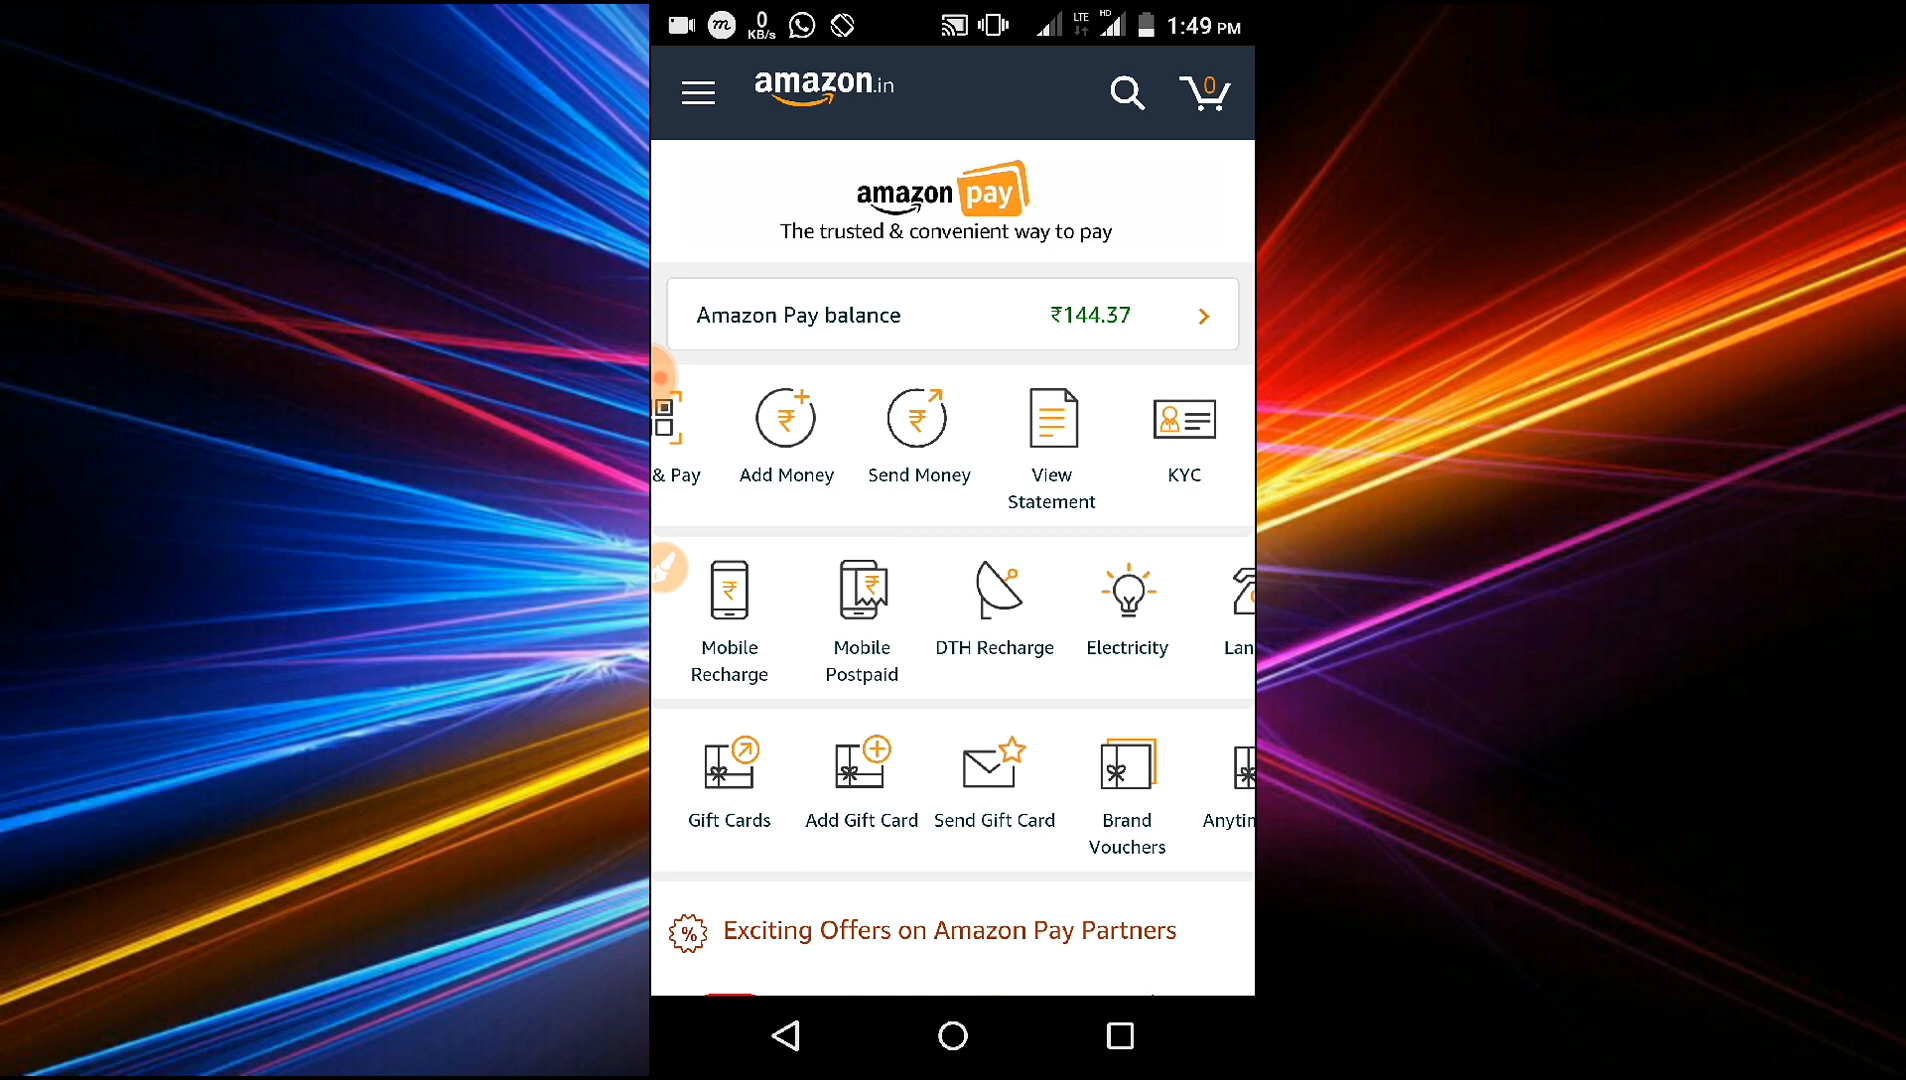 0
KB/s
m
LTE
HD
1:49 PM
amazon.in
0
amazon pay
The trusted & convenient way to pay
Amazon Pay balance ₹144.37
& Pay
Add Money
Send Money
View
Statement
KYC
Mobile
Recharge
Mobile
Postpaid
DTH Recharge
Electricity
Lan
Gift Cards
Add Gift Card
Send Gift Card
Brand
Vouchers
Anytin
% Exciting Offers on Amazon Pay Partners